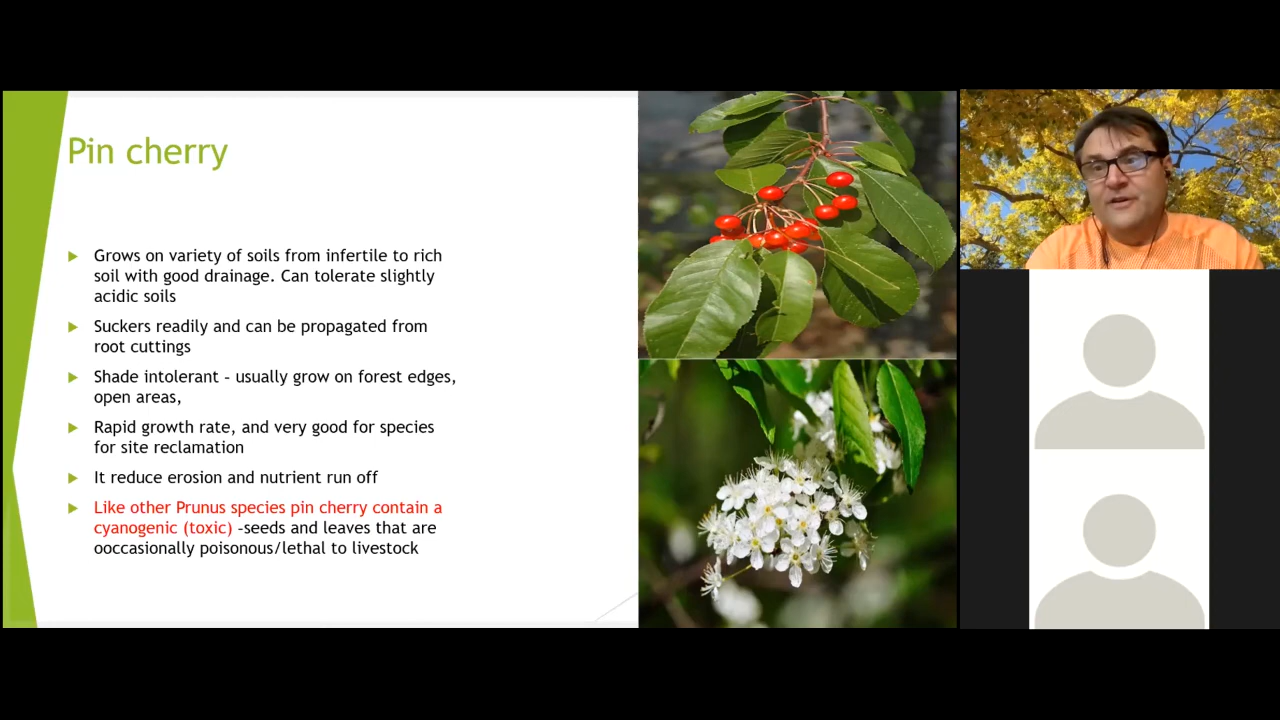 Pin cherry
Grows on variety of soils from infertile to rich
soil with good drainage. Can tolerate slightly
acidic soils
Suckers readily and can be propagated from
root cuttings
Shade intolerant – usually grow on forest edges,
open areas,
Rapid growth rate, and very good for species
for site reclamation
It reduce erosion and nutrient run off
Like other Prunus species pin cherry contain a
cyanogenic (toxic) –seeds and leaves that are
ooccasionally poisonous/lethal to livestock